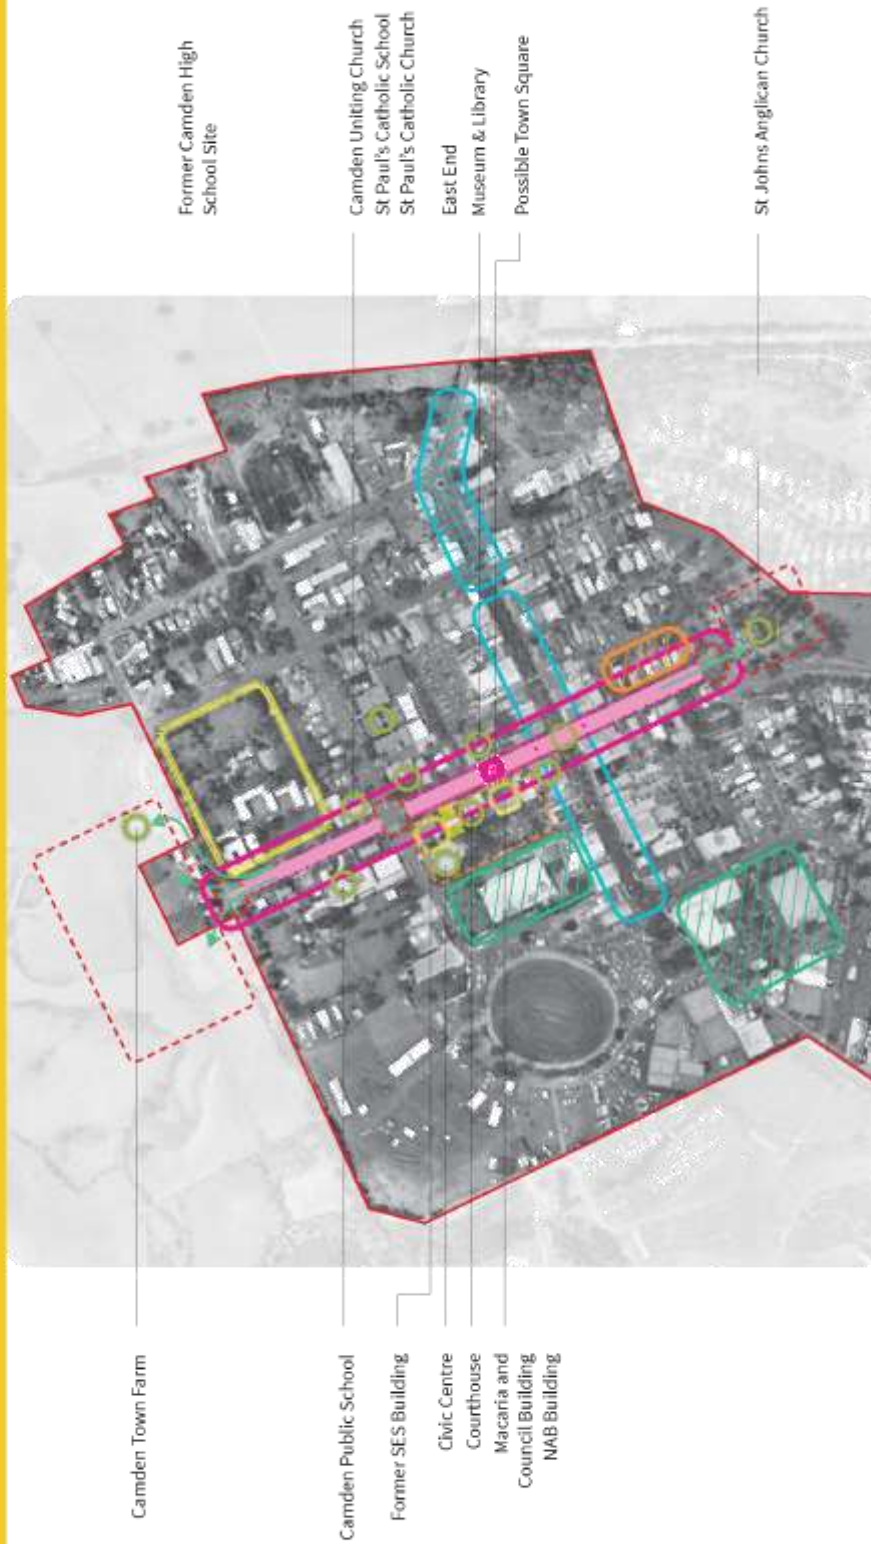 Former Camden High
School Site
Camden Uniting Church
St Paul's Catholic School
St Paul's Catholic Church
East End
Museum & Library
Possible Town Square
St Johns Anglican Church
Camden Town Farm
Camden Public School
Former SES Building
Civic Centre
Courthouse
Macaria and
Council Building
NAB Building